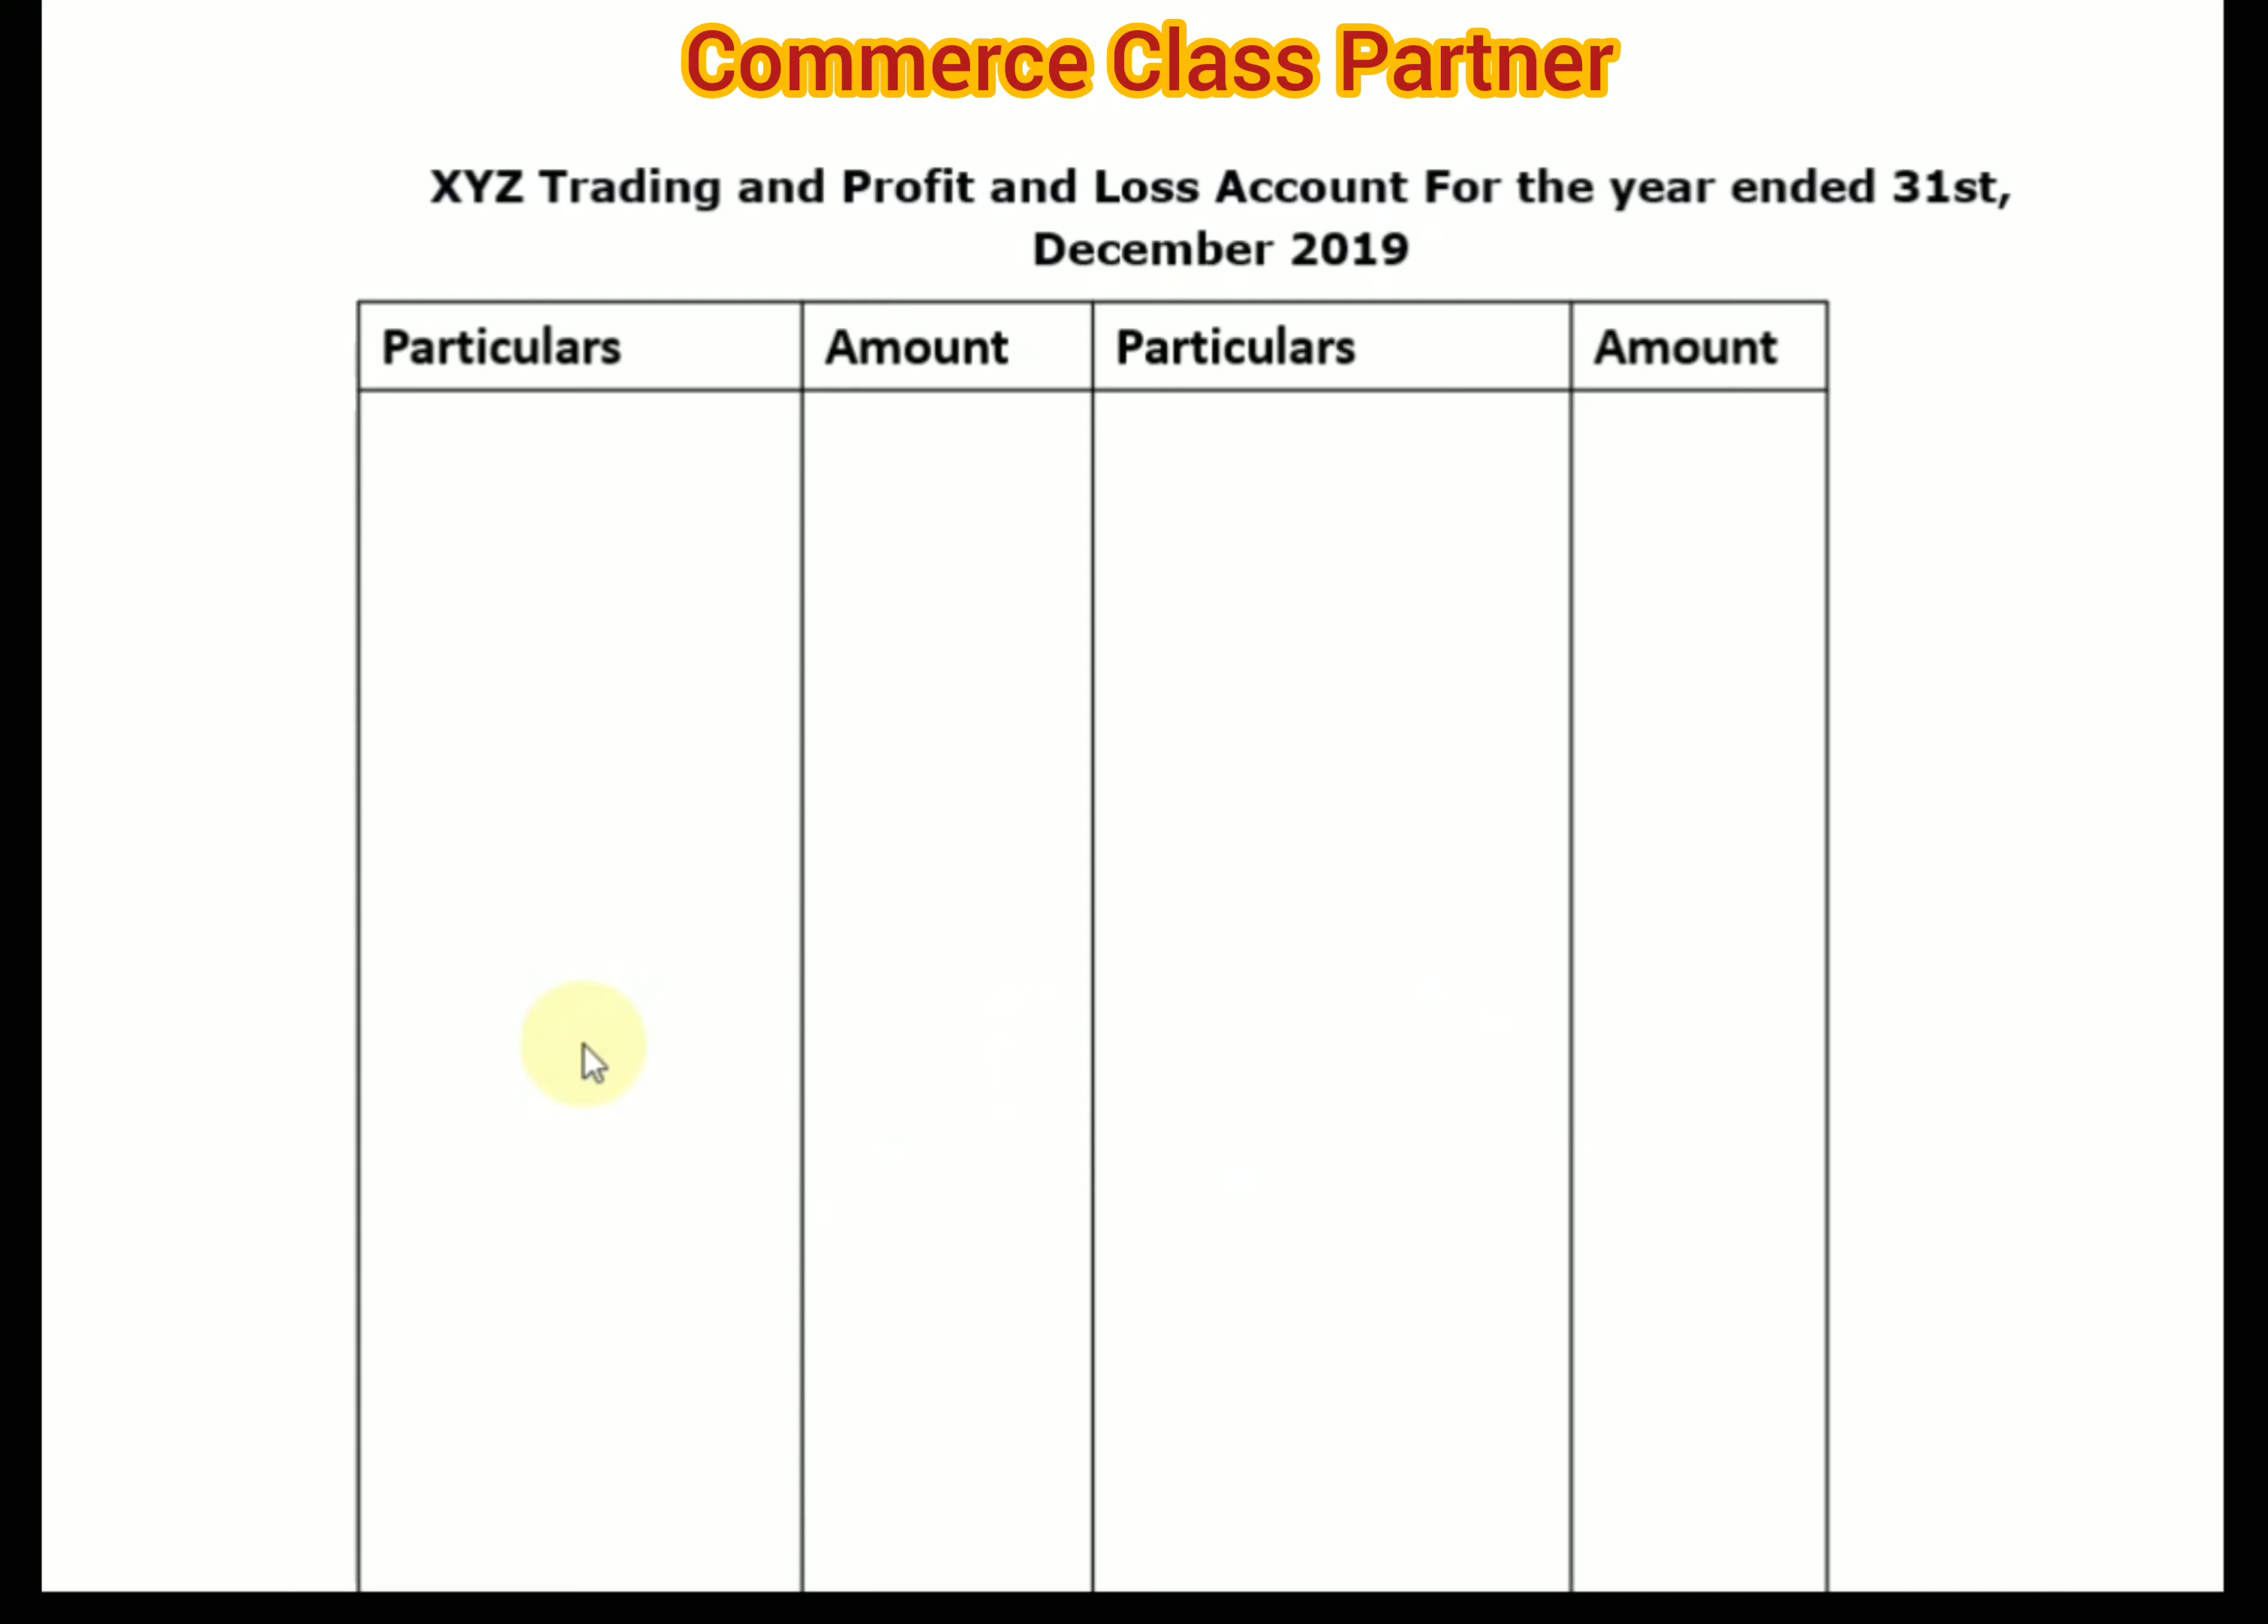 Commerce Class Partner
XYZ Trading and Profit and Loss Account For the year ended 31st,
December 2019
Particulars Amount Particulars Amount